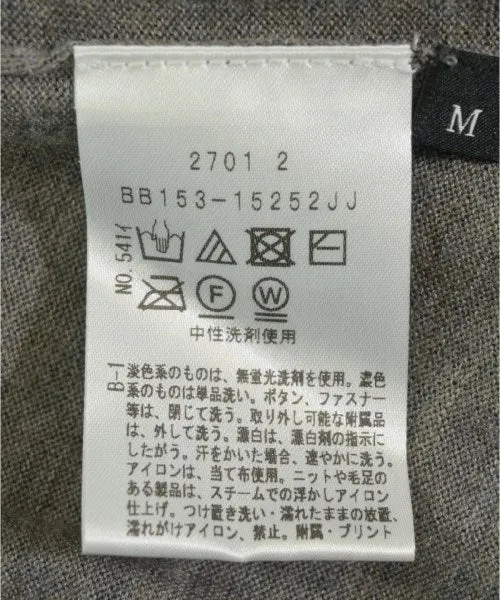 2701 2
BB153-15252JJ
M
NO.541イ
F
W
中性洗剤使用
B-1
淡色系のものは、無蛍光洗剤を使用。濃色
系のものは単品洗い。ボタン、ファスナー
等は、閉じて洗う。取り外し可能な附属品
は、外して洗う。漂白は、漂白剤の指示に
したがう。汗をかいた場合、速やかに洗う。
アイロンは、当て布使用。ニットや毛足の
ある製品は、スチームでの浮かしアイロン
仕上げ。つけ置き洗い・濡れたままの放置、
濡れがけアイロン、禁止。附属・プリント